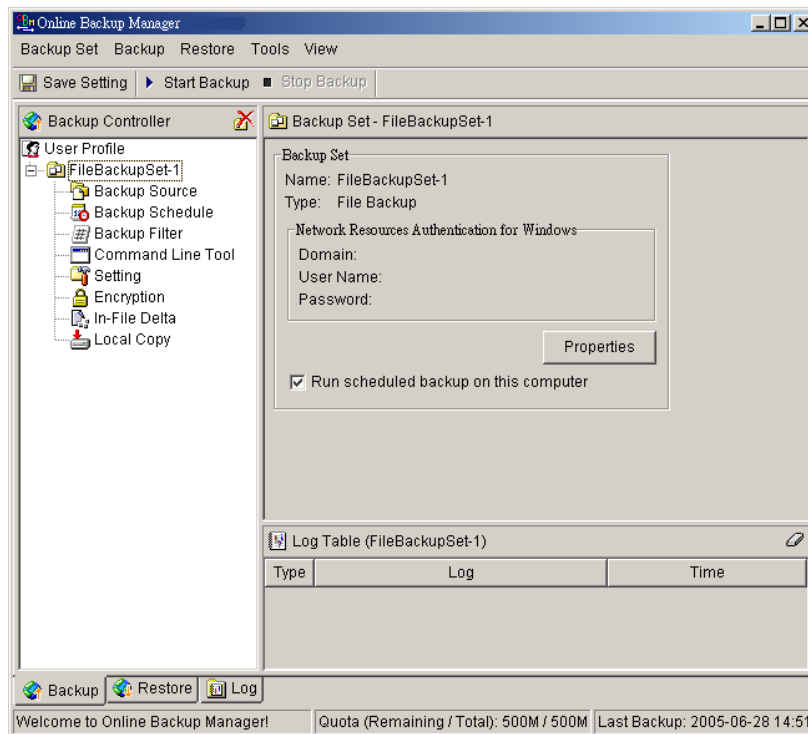 Online Backup Manager
Backup Set Backup Restore Tools View
Save Setting Start Backup Stop Backup
Backup Controller
User Profile
FileBackupSet-1
Backup Source
Backup Schedule
Backup Filter
Command Line Tool
Setting
Encryption
In-File Delta
Local Copy
Backup Set - FileBackupSet-1
Backup Set
Name: FileBackupSet-1
Type: File Backup
Network Resources Authentication for Windows
Domain:
User Name:
Password:
Properties
Run scheduled backup on this computer
Log Table (FileBackupSet-1)
Type Log Time
Backup Restore Log
Welcome to Online Backup Manager! Quota (Remaining / Total): 500M / 500M Last Backup: 2005-06-28 14:51